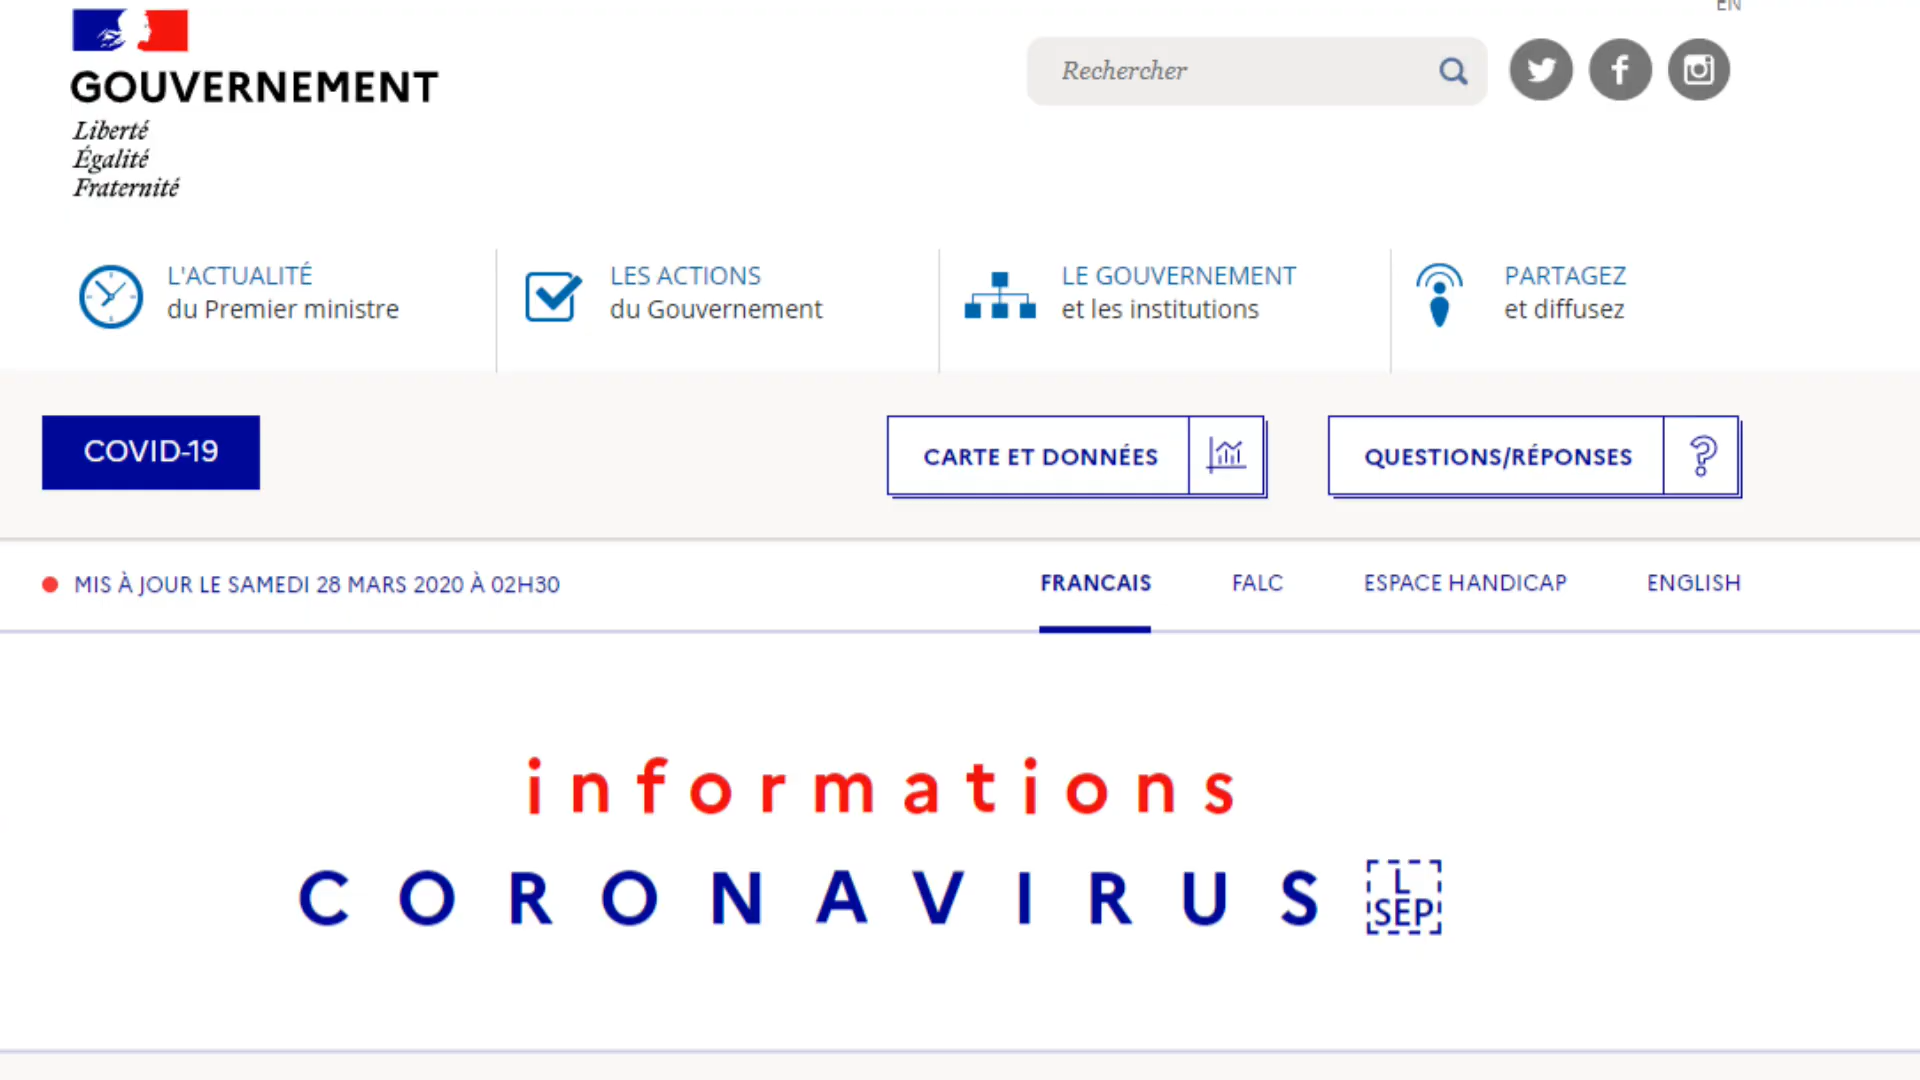 EN
GOUVERNEMENT
Liberté
Égalité
Fraternité
Rechercher
L'ACTUALITÉ
du Premier ministre
LES ACTIONS
du Gouvernement
LE GOUVERNEMENT
et les institutions
PARTAGEZ
et diffusez
COVID-19
CARTE ET DONNÉES
QUESTIONS/RÉPONSES
MIS À JOUR LE SAMEDI 28 MARS 2020 À 02H30
FRANCAIS
FALC
ESPACE HANDICAP
ENGLISH
informations
CORONAVIRUS
L
SEP